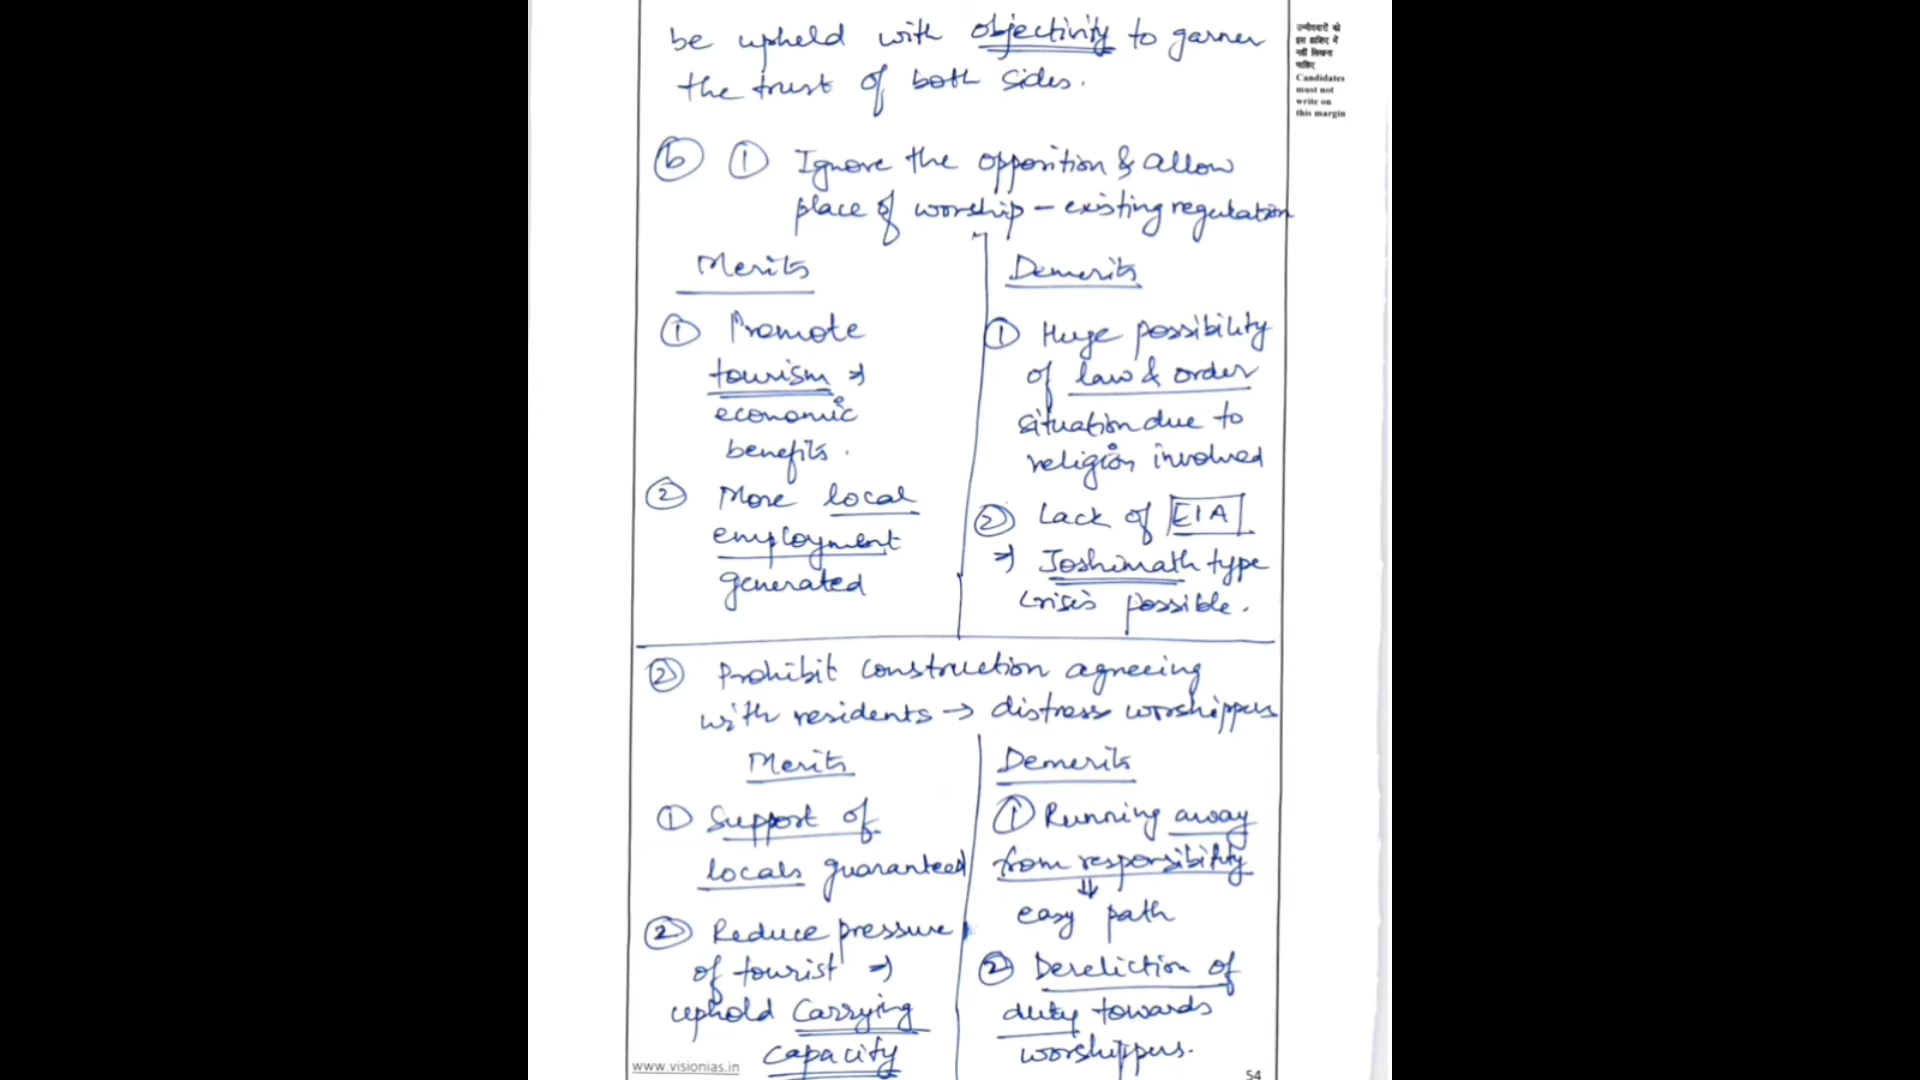 be upheld with objectivity to garner
the trust of both sides.
उम्मीदवारों को
इस हाशिए में
नहीं लिखना
चाहिए
Candidates
must not
write on
this margin
(b) (1) Ignore the opposition & allow
place of worship – existing regulation
Merits
(1) Promote
tourism ⇒
economic
benefits.
(2) More local
employment
generated
Demerits
(1) Huge possibility
of law & order
situation due to
religion involved
(2) Lack of EIA
⇒ Joshimath type
crisis possible.
(2) Prohibit construction agreeing
with residents → distress worshippers
Merits
(1) Support of
locals guaranteed
(2) Reduce pressure
of tourist ⇒
uphold carrying
capacity
Demerits
(1) Running away
from responsibility
⇓
easy path
(2) Dereliction of
duty towards
worshippers.
www.visionias.in
54